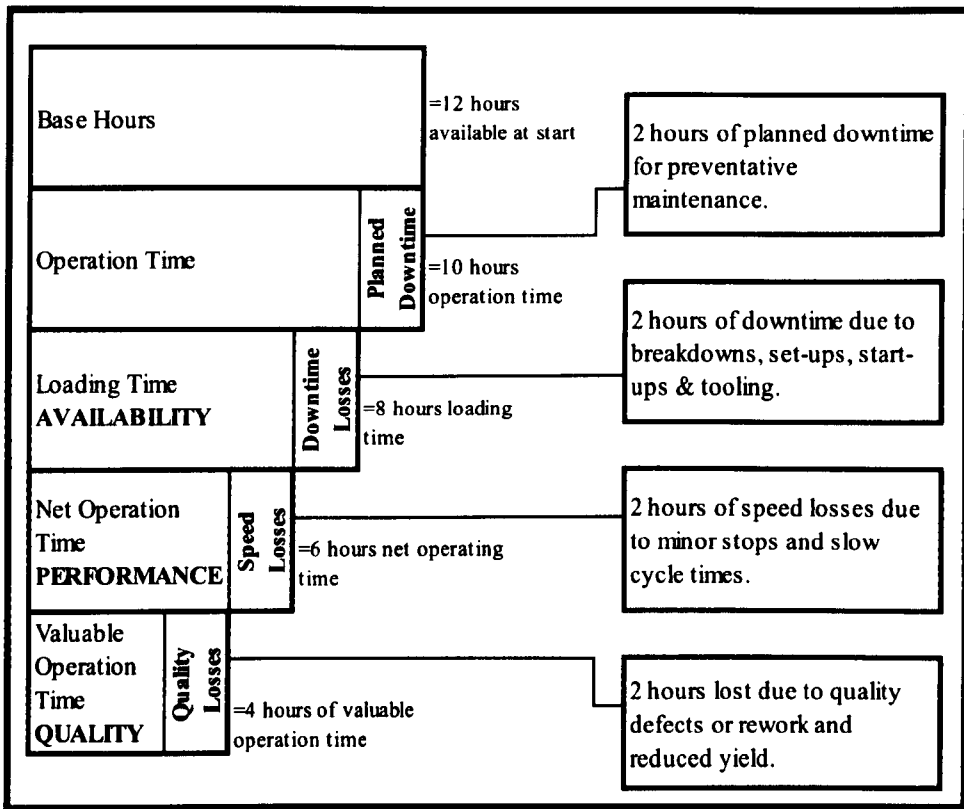 Base Hours
=12 hours
available at start
2 hours of planned downtime
for preventative
maintenance.
Operation Time
Planned
Downtime
=10 hours
operation time
2 hours of downtime due to
breakdowns, set-ups, start-
ups & tooling.
Loading Time
AVAILABILITY
Downtime
Losses
=8 hours loading
time
Net Operation
Time
PERFORMANCE
Speed
Losses
=6 hours net operating
time
2 hours of speed losses due
to minor stops and slow
cycle times.
Valuable
Operation
Time
QUALITY
Quality
Losses
=4 hours of valuable
operation time
2 hours lost due to quality
defects or rework and
reduced yield.